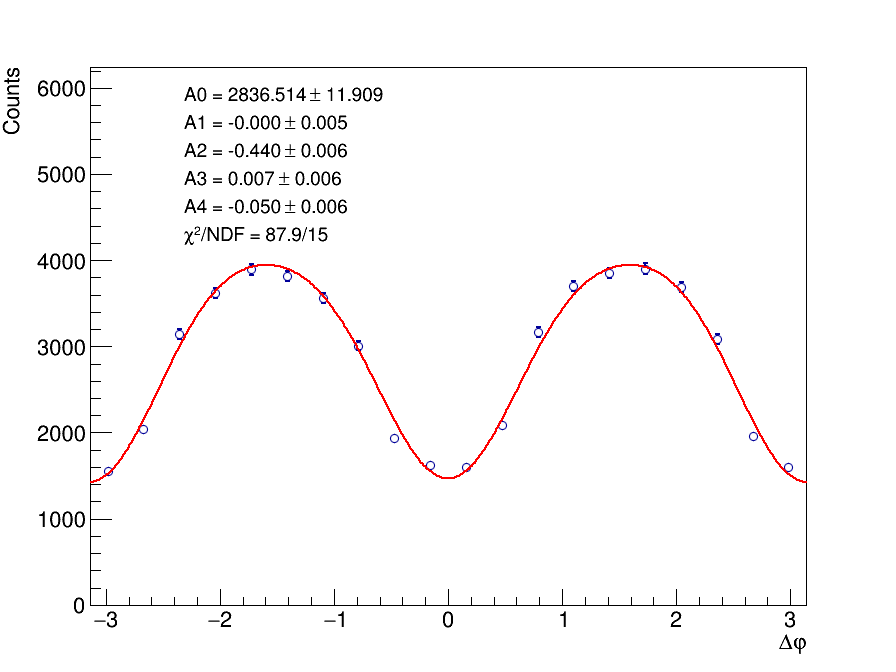 Counts
6000
5000
4000
3000
2000
1000
0
A0 = 2836.514 ± 11.909
A1 = -0.000 ± 0.005
A2 = -0.440 ± 0.006
A3 = 0.007 ± 0.006
A4 = -0.050 ± 0.006
χ²/NDF = 87.9/15
−3 −2 −1 0 1 2 3
Δφ